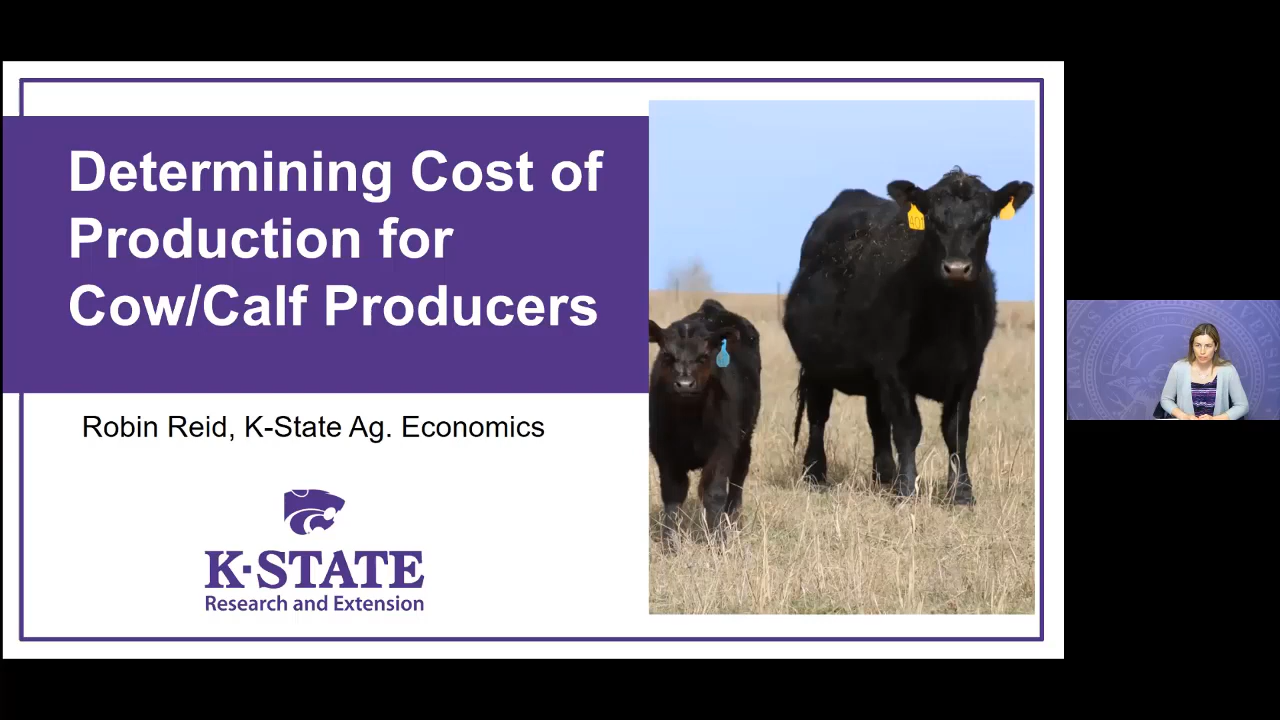 Determining Cost of
Production for
Cow/Calf Producers
Robin Reid, K-State Ag. Economics
K-STATE
Research and Extension